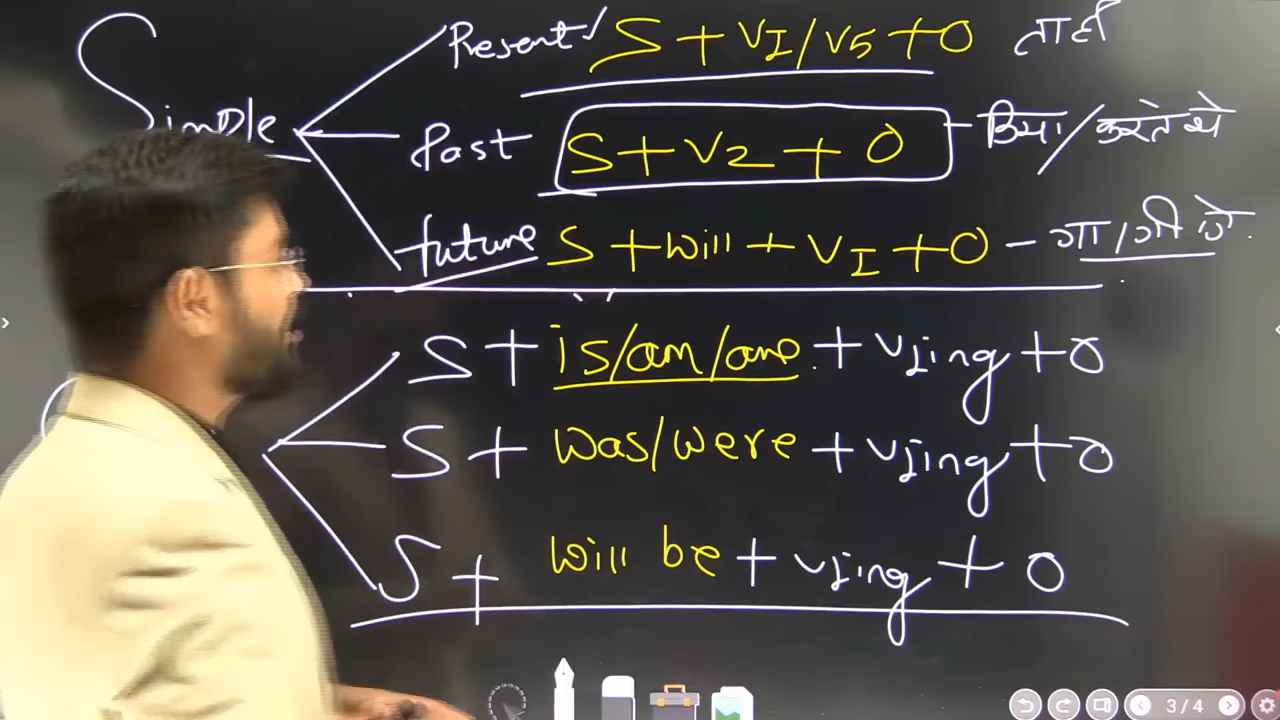 Simple
Present S + V1/V5 + O
Past S + V2 + O - किया/करते थे
future S + will + V1 + O - गा/गी गे
S + is/am/are + v1ing + O
S + was/were + v1ing + O
S + will be + v1ing + O
3/4